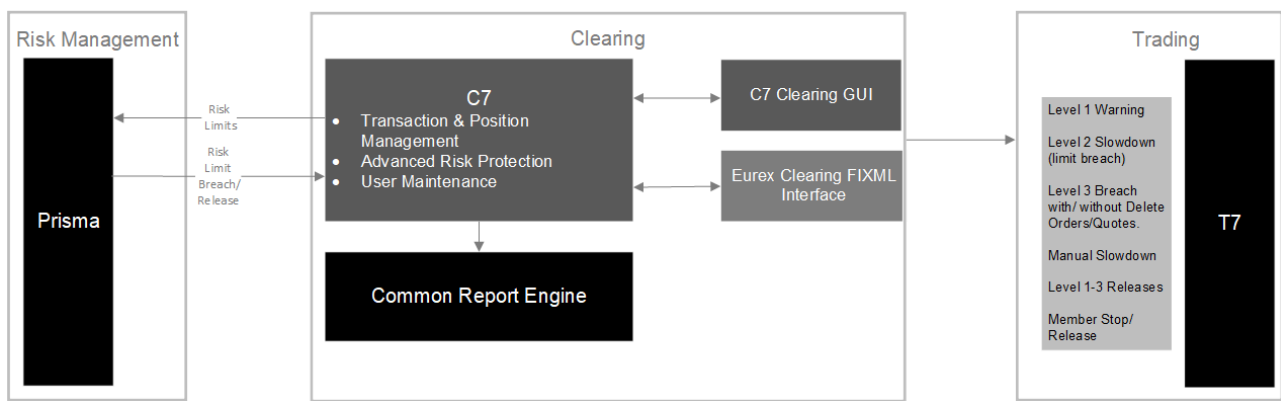 Risk Management
Prisma
Risk
Limits
Risk
Limit
Breach/
Release
Clearing
C7
• Transaction & Position
Management
• Advanced Risk Protection
• User Maintenance
Common Report Engine
C7 Clearing GUI
Eurex Clearing FIXML
Interface
Trading
Level 1 Warning
Level 2 Slowdown
(limit breach)
Level 3 Breach
with/ without Delete
Orders/Quotes.
Manual Slowdown
Level 1-3 Releases
Member Stop/
Release
T7